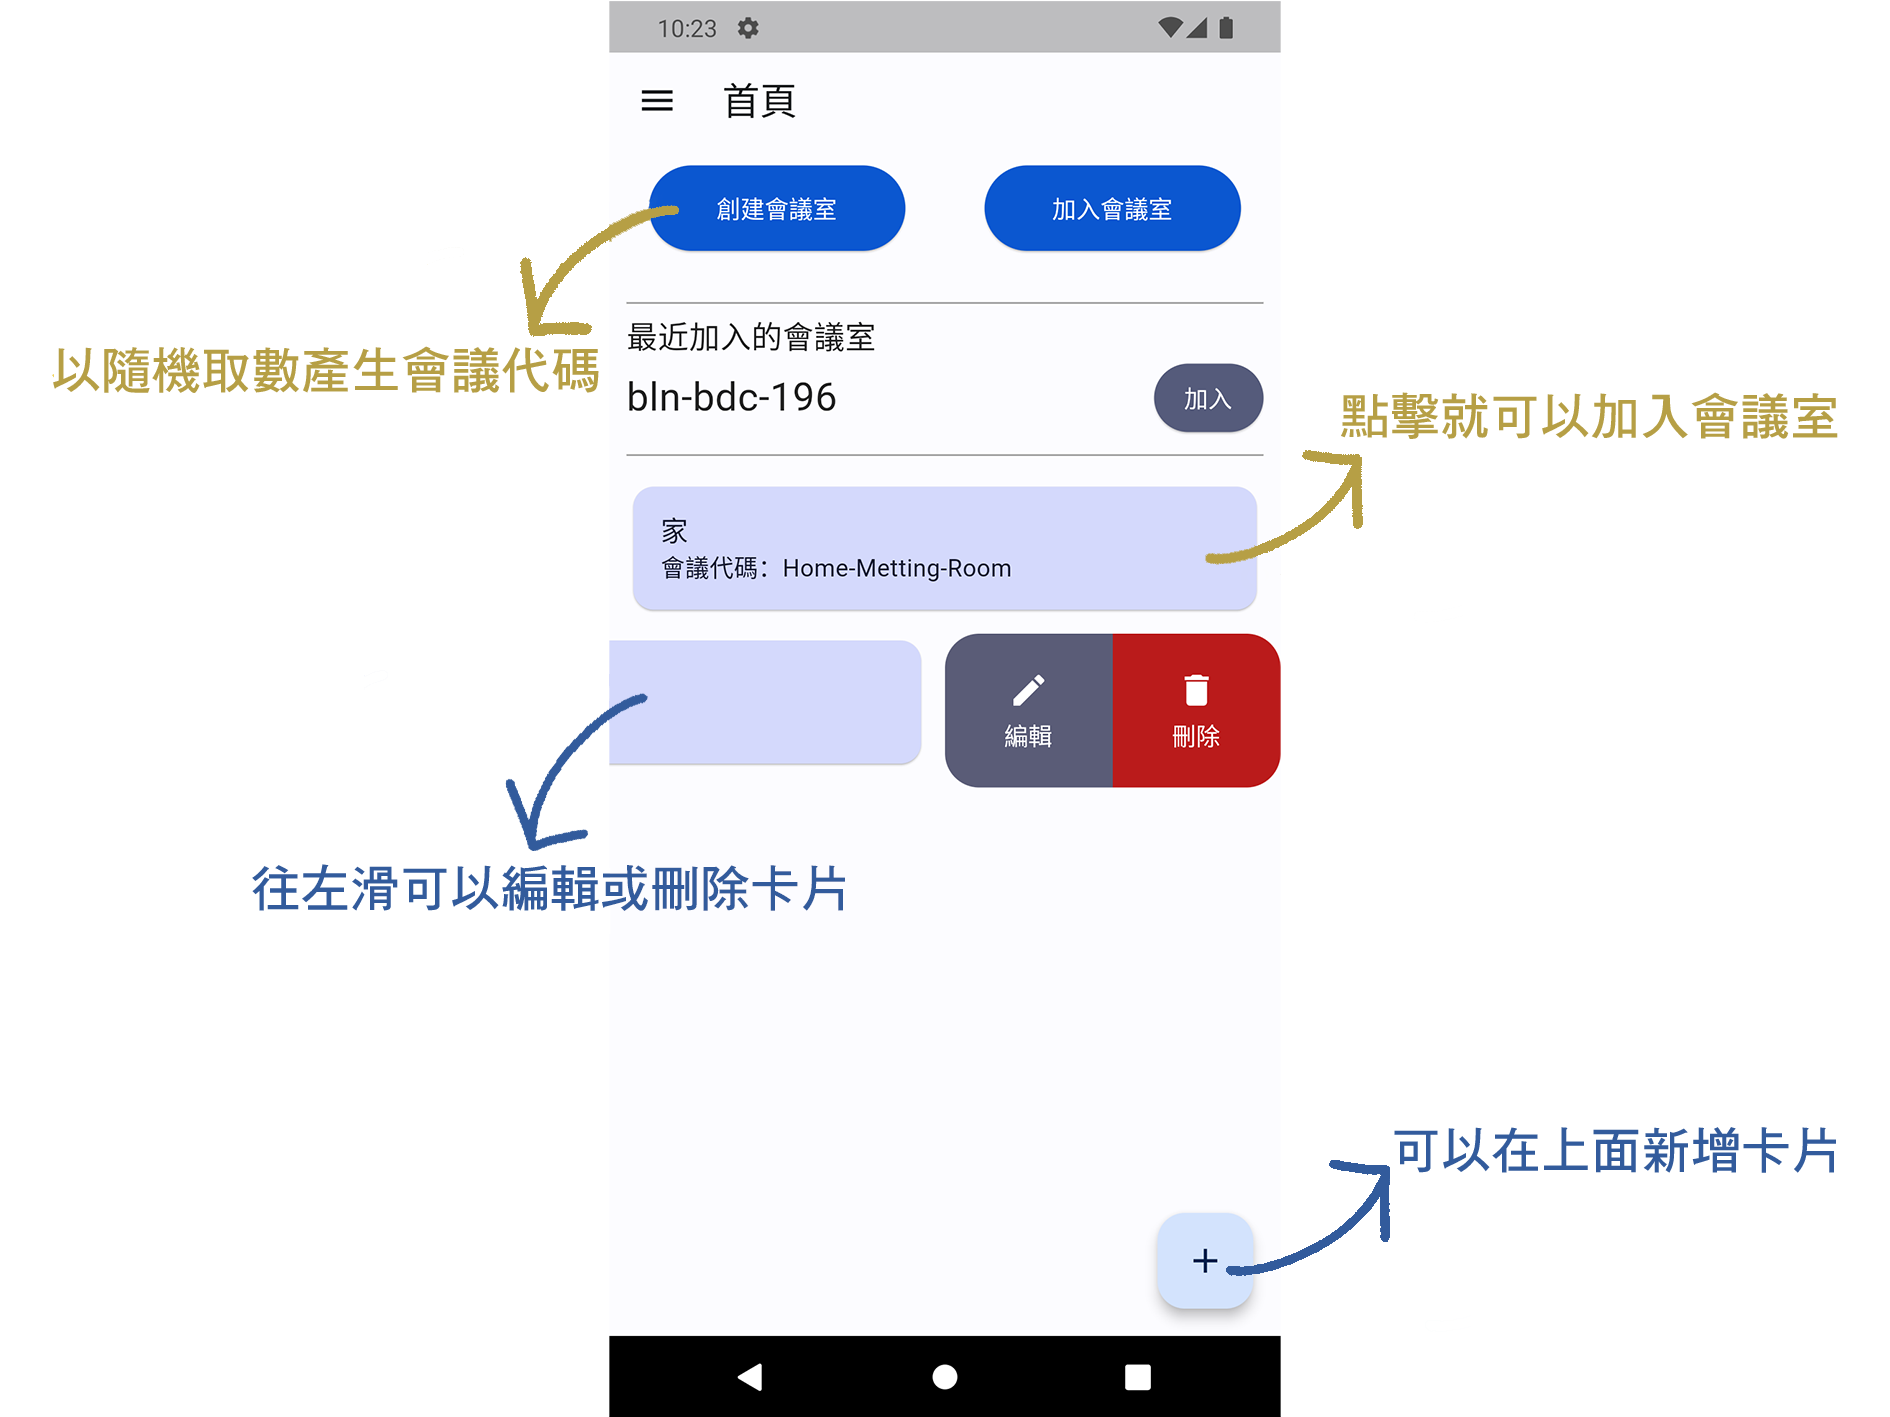 10:23
首頁
創建會議室
加入會議室
以隨機取數產生會議代碼
最近加入的會議室
bln-bdc-196
加入
點擊就可以加入會議室
家
會議代碼：Home-Metting-Room
編輯
刪除
往左滑可以編輯或刪除卡片
可以在上面新增卡片
+